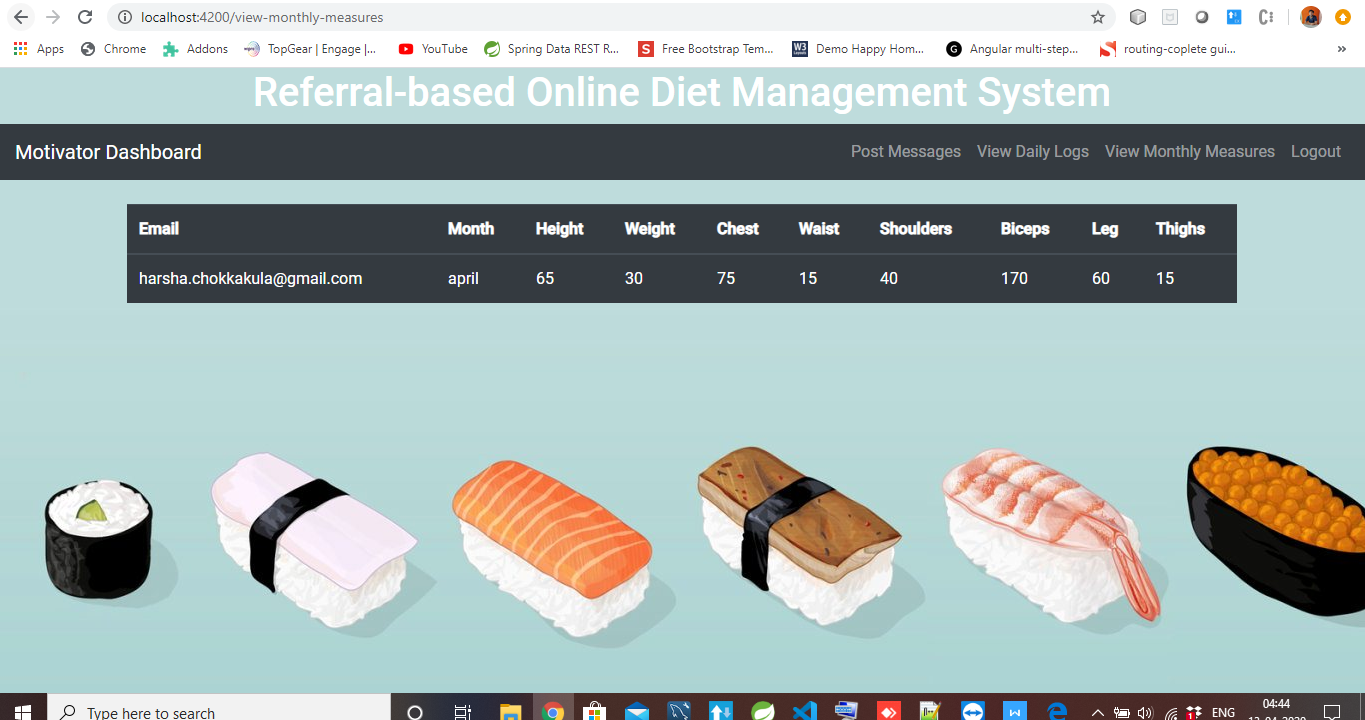 localhost:4200/view-monthly-measures
Apps Chrome Addons TopGear | Engage |... YouTube Spring Data REST R... Free Bootstrap Tem... Demo Happy Hom... Angular multi-step... routing-coplete gui... »
Referral-based Online Diet Management System
Motivator Dashboard Post Messages View Daily Logs View Monthly Measures Logout
Email Month Height Weight Chest Waist Shoulders Biceps Leg Thighs
harsha.chokkakula@gmail.com april 65 30 75 15 40 170 60 15
Type here to search ENG 04:44